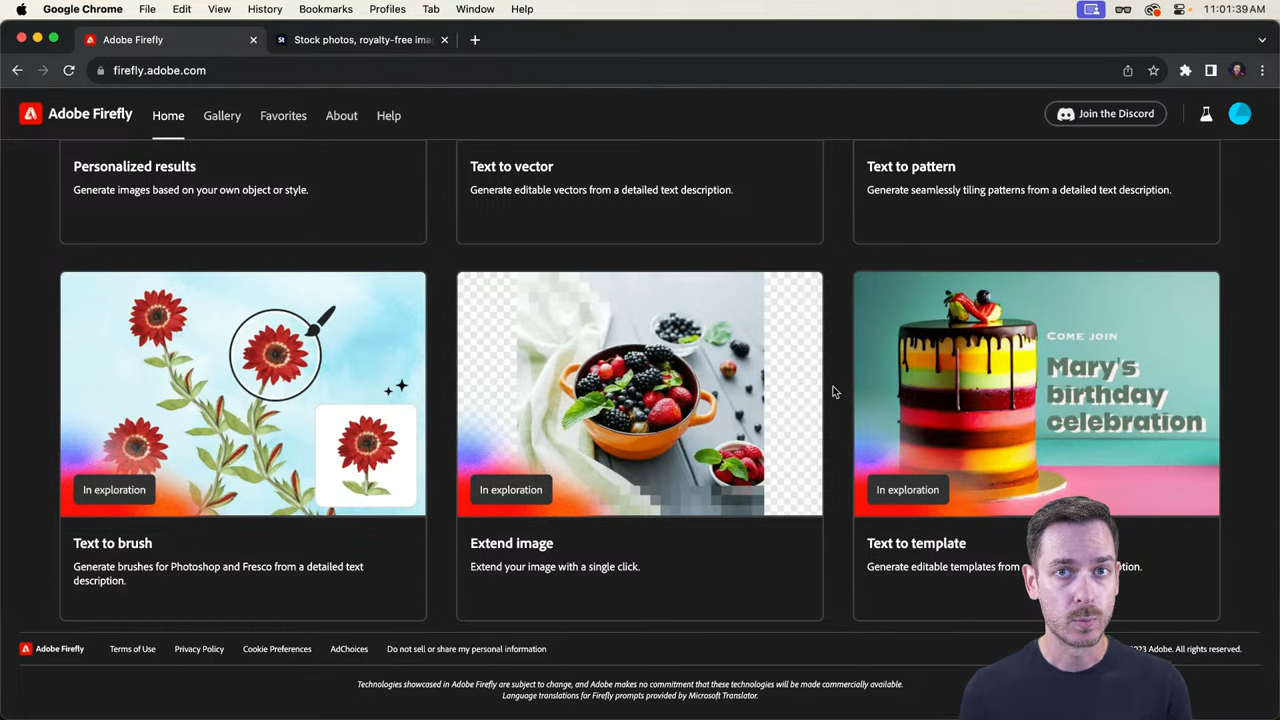 Google Chrome File Edit View History Bookmarks Profiles Tab Window Help 11:01:39 AM
Adobe Firefly
St Stock photos, royalty-free ima
firefly.adobe.com
Adobe Firefly Home Gallery Favorites About Help Join the Discord
Personalized results
Generate images based on your own object or style.
Text to vector
Generate editable vectors from a detailed text description.
Text to pattern
Generate seamlessly tiling patterns from a detailed text description.
In exploration
Text to brush
Generate brushes for Photoshop and Fresco from a detailed text
description.
In exploration
Extend image
Extend your image with a single click.
COME JOIN
Mary's
birthday
celebration
In exploration
Text to template
Generate editable templates from ption.
Adobe Firefly Terms of Use Privacy Policy Cookie Preferences AdChoices Do not sell or share my personal information 2023 Adobe. All rights reserved.
Technologies showcased in Adobe Firefly are subject to change, and Adobe makes no commitment that these technologies will be made commercially available.
Language translations for Firefly prompts provided by Microsoft Translator.